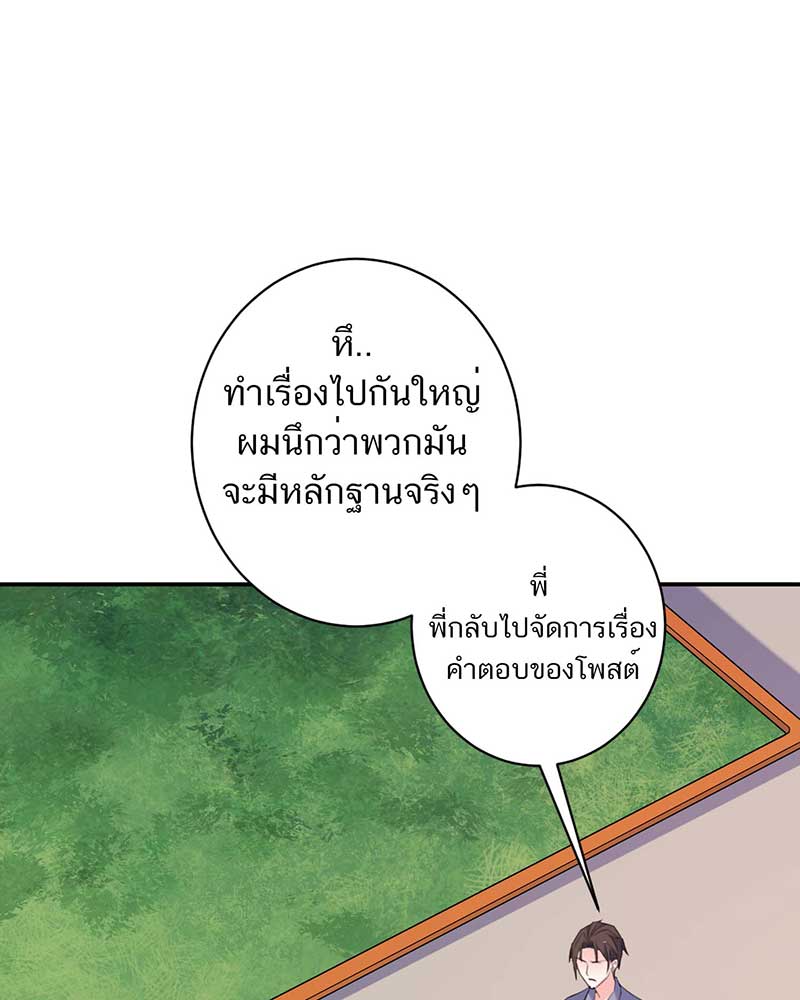 หึ..
ทำเรื่องไปกันใหญ่
ผมนึกว่าพวกมัน
จะมีหลักฐานจริงๆ
พี่
พี่กลับไปจัดการเรื่อง
คำตอบของโพสต์